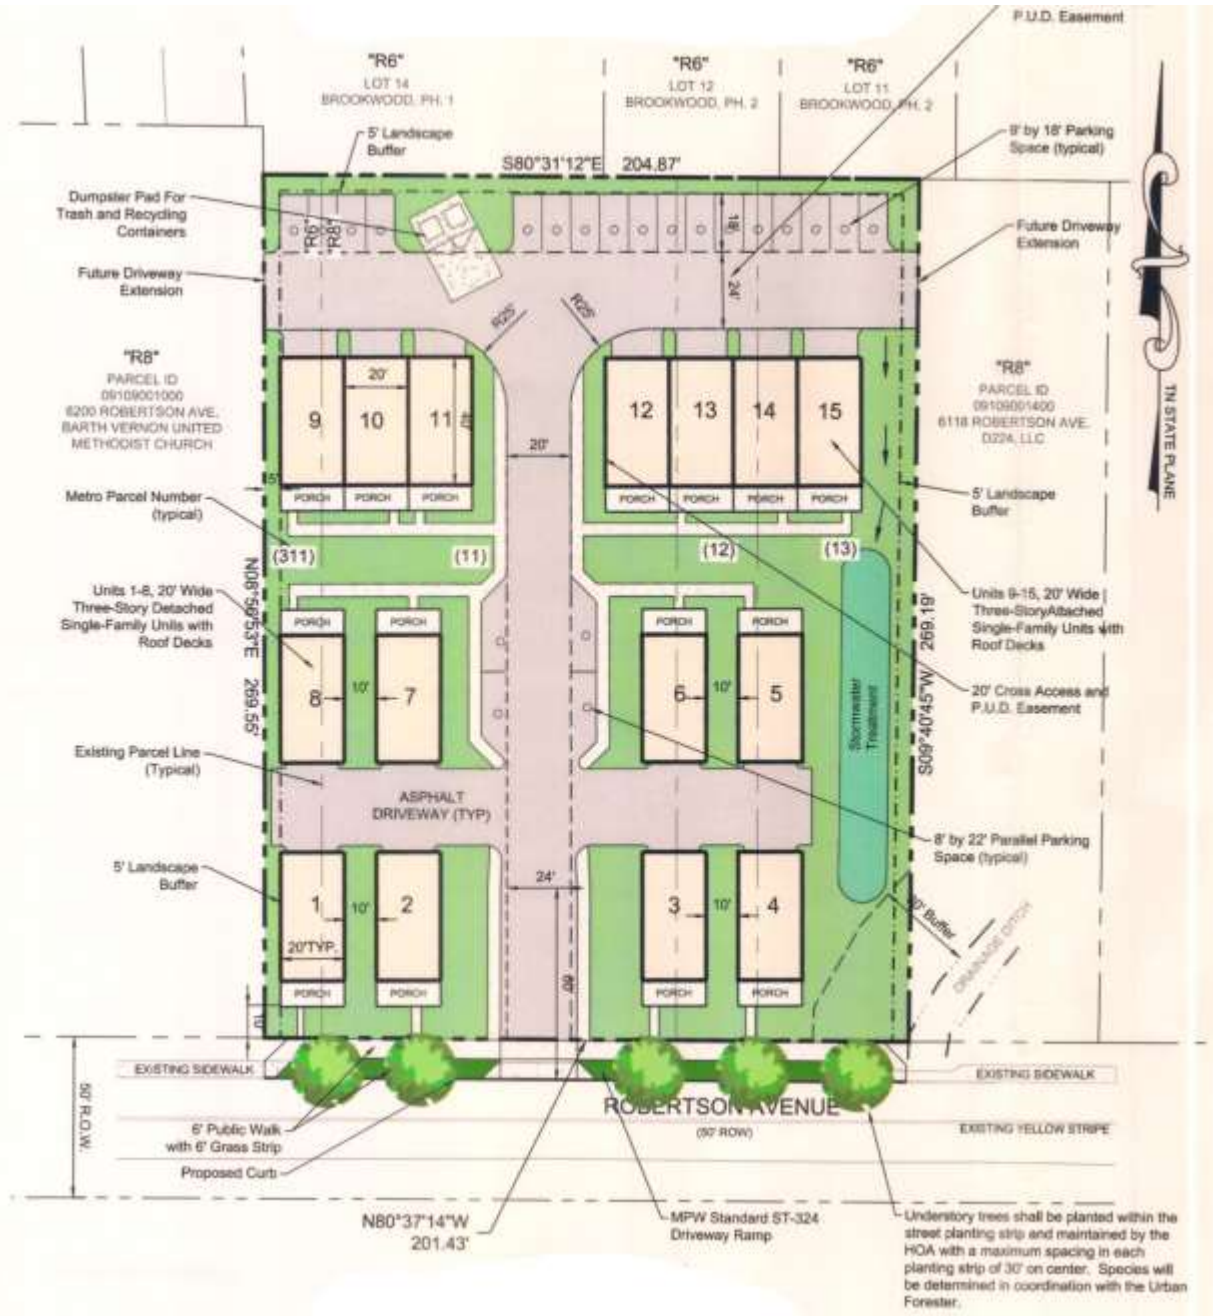 P.U.D. Easement
"R6"
LOT 14
BROOKWOOD, PH. 1
"R6"
LOT 12
BROOKWOOD, PH. 2
"R6"
LOT 11
BROOKWOOD, PH. 2
5' Landscape
Buffer
S80°31'12"E 204.87'
9' by 18' Parking
Space (typical)
Dumpster Pad For
Trash and Recycling
Containers
"R6"
"R8"
18'
24'
Future Driveway
Extension
Future Driveway
Extension
R25'
R25'
"R8"
PARCEL ID
09109001000
6200 ROBERTSON AVE.
BARTH VERNON UNITED
METHODIST CHURCH
"R8"
PARCEL ID
09109001400
6118 ROBERTSON AVE.
D224, LLC
TN STATE PLANE
20'
40'
9
10
11
12
13
14
15
20'
5'
PORCH
PORCH
PORCH
PORCH
PORCH
PORCH
PORCH
Metro Parcel Number
(typical)
5' Landscape
Buffer
(311)
(11)
(12)
(13)
Units 1-8, 20' Wide
Three-Story Detached
Single-Family Units with
Roof Decks
Units 9-15, 20' Wide
Three-StoryAttached
Single-Family Units with
Roof Decks
N08°56'53"E 269.55'
S09°40'45"W 269.19'
PORCH
PORCH
PORCH
PORCH
8
10'
7
6
10'
5
Stormwater
Treatment
20' Cross Access and
P.U.D. Easement
Existing Parcel Line
(Typical)
ASPHALT
DRIVEWAY (TYP)
8' by 22' Parallel Parking
Space (typical)
5' Landscape
Buffer
24'
1
10'
2
3
10'
4
20'TYP.
60'
Buffer
DRAINAGE DITCH
PORCH
PORCH
PORCH
PORCH
10'
EXISTING SIDEWALK
EXISTING SIDEWALK
50' R.O.W.
ROBERTSON AVENUE
(50' ROW)
EXISTING YELLOW STRIPE
6' Public Walk
with 6' Grass Strip
Proposed Curb
N80°37'14"W
201.43'
MPW Standard ST-324
Driveway Ramp
Understory trees shall be planted within the
street planting strip and maintained by the
HOA with a maximum spacing in each
planting strip of 30' on center. Species will
be determined in coordination with the Urban
Forester.